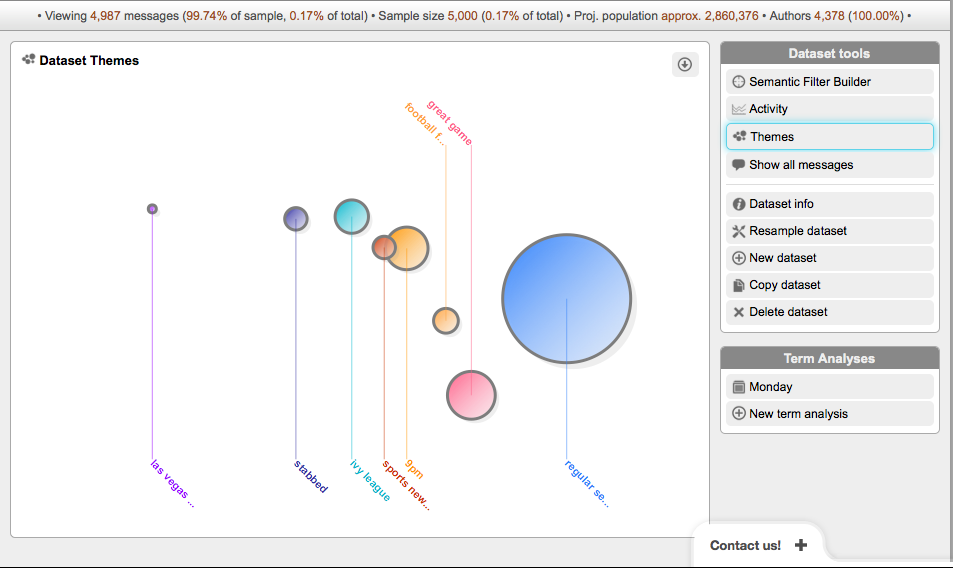 • Viewing 4,987 messages (99.74% of sample, 0.17% of total) • Sample size 5,000 (0.17% of total) • Proj. population approx. 2,860,376 • Authors 4,378 (100.00%) •
Dataset Themes
great game
football f...
las vegas ...
stabbed
ivy league
sports new...
9pm
regular se...
Dataset tools
Semantic Filter Builder
Activity
Themes
Show all messages
Dataset info
Resample dataset
New dataset
Copy dataset
Delete dataset
Term Analyses
Monday
New term analysis
Contact us!